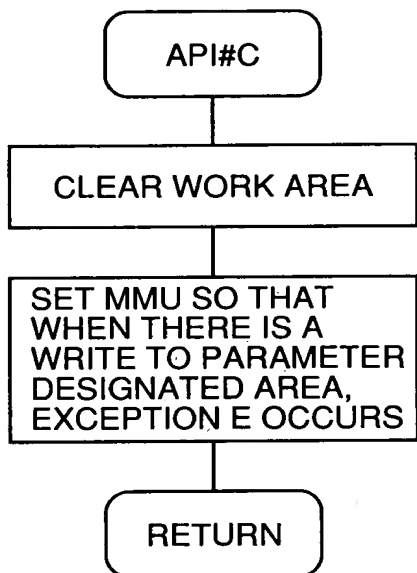 API#C
CLEAR WORK AREA
SET MMU SO THAT
WHEN THERE IS A
WRITE TO PARAMETER
DESIGNATED AREA,
EXCEPTION E OCCURS
RETURN